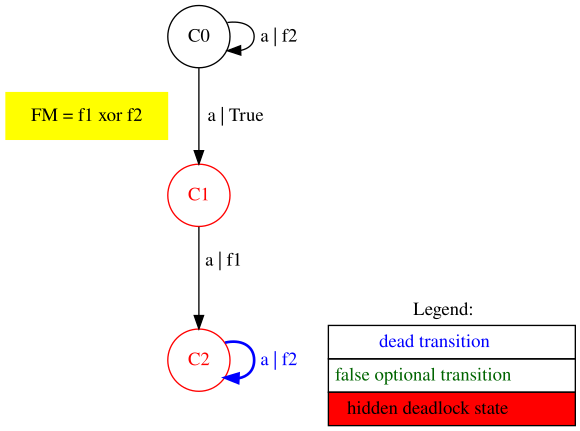 C0
a | f2
FM = f1 xor f2
a | True
C1
a | f1
Legend:
C2
a | f2
dead transition
false optional transition
hidden deadlock state